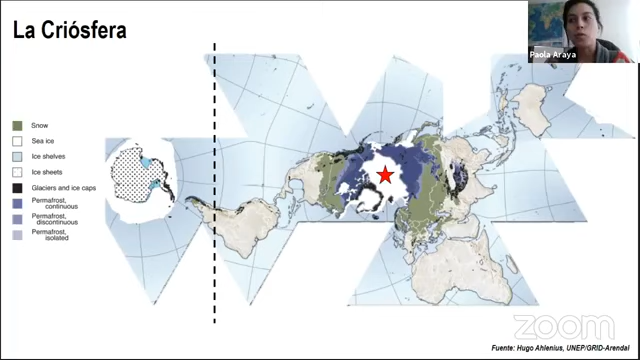 La Criósfera
Paola Araya
Snow
Sea ice
Ice shelves
Ice sheets
Glaciers and ice caps
Permafrost,
continuous
Permafrost,
discontinuous
Permafrost,
isolated
zoom
Fuente: Hugo Ahlenius, UNEP/GRID-Arendal